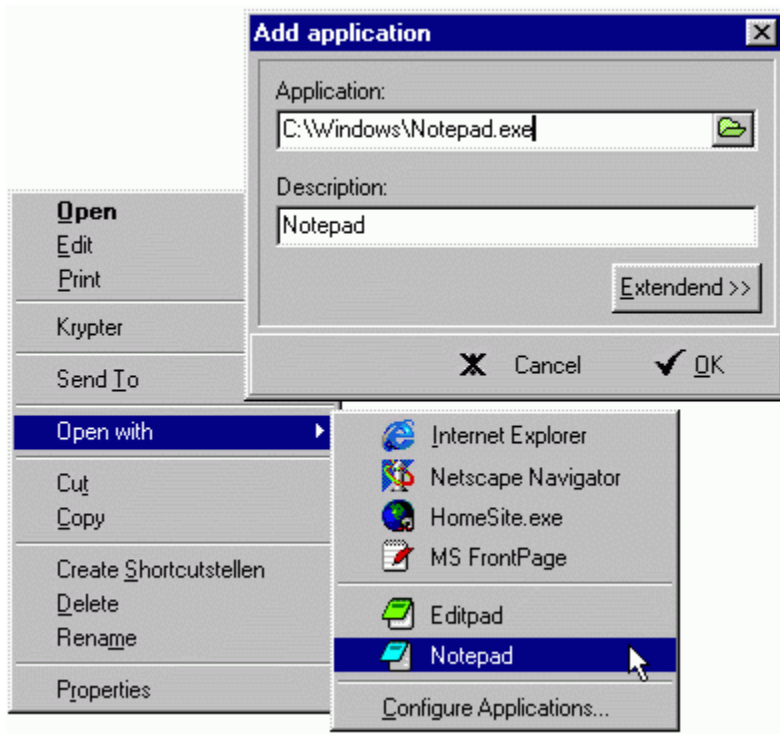 Add application
Application:
C:\Windows\Notepad.exe
Description:
Notepad
Extendend >>
Cancel
OK
Open
Edit
Print
Krypter
Send To
Open with
Cut
Copy
Create Shortcutstellen
Delete
Rename
Properties
Internet Explorer
Netscape Navigator
HomeSite.exe
MS FrontPage
Editpad
Notepad
Configure Applications...